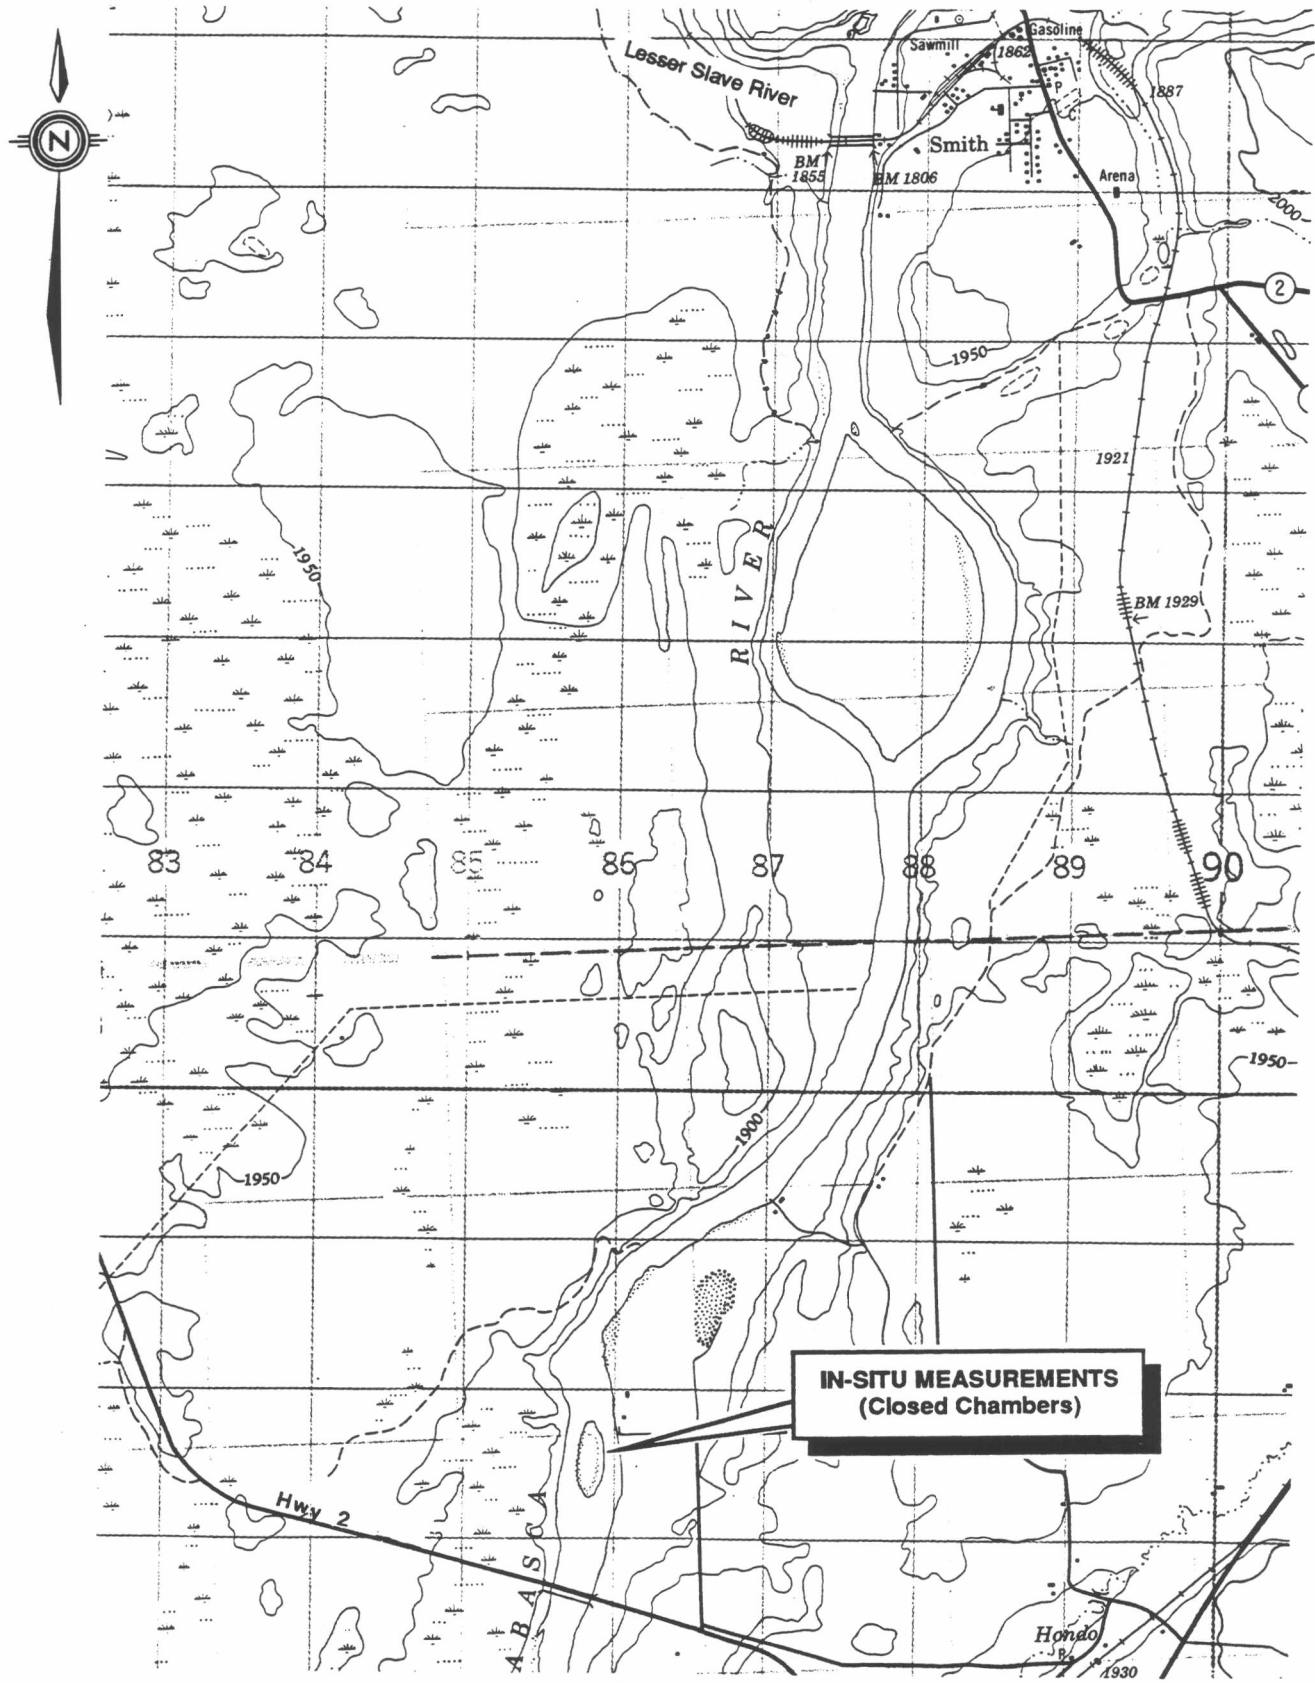 N
Lesser Slave River
Sawmill
Gasoline
1862
1887
P
C
Smith
BM
1855
BM 1806
Arena
2000
2
1950
1921
1950
BM 1929
RIVER
83 84 85 86 87 88 89 90
1950
1900
1950
IN-SITU MEASUREMENTS
(Closed Chambers)
Hwy 2
ABASCA
Hondo
P
1930